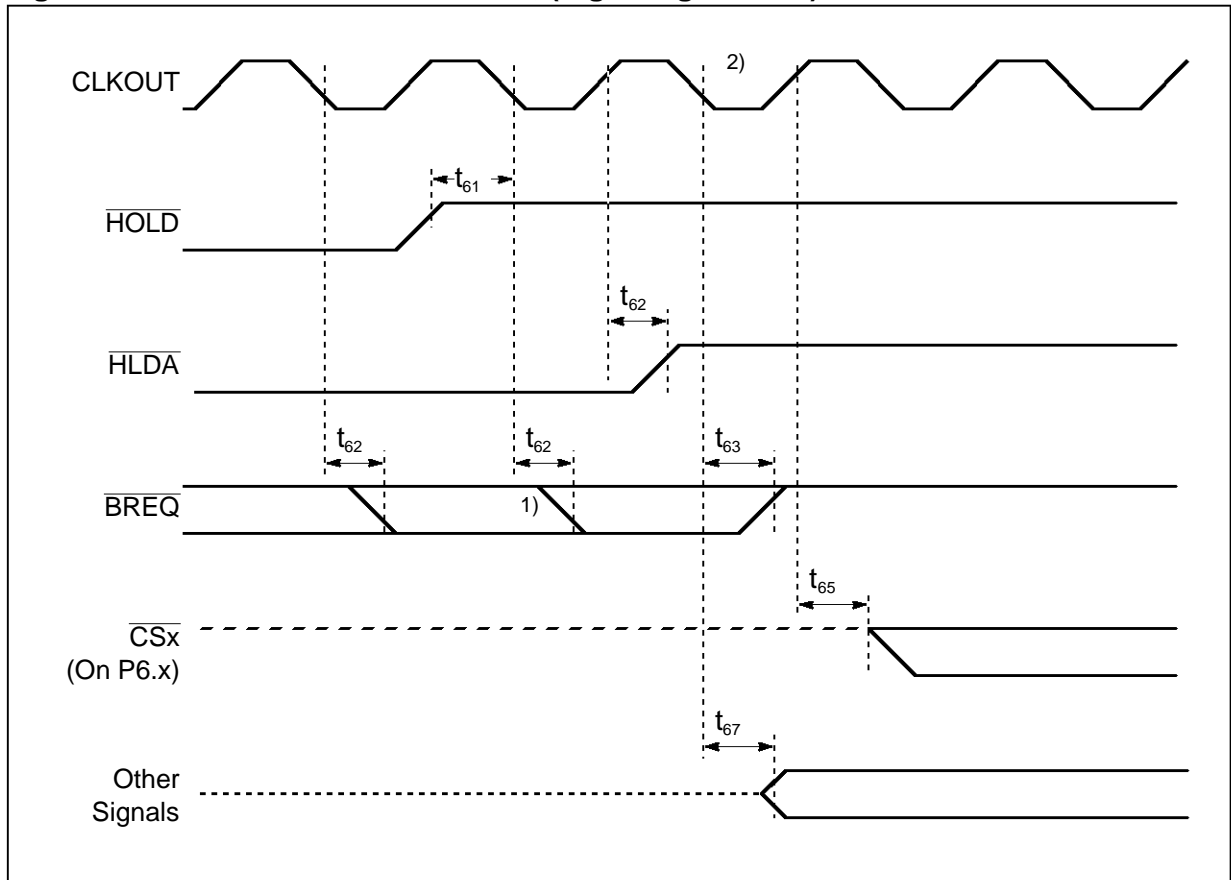 CLKOUT
2)
t61
HOLD
t62
HLDA
t62
t62
t63
BREQ
1)
t65
CSx
(On P6.x)
t67
Other
Signals